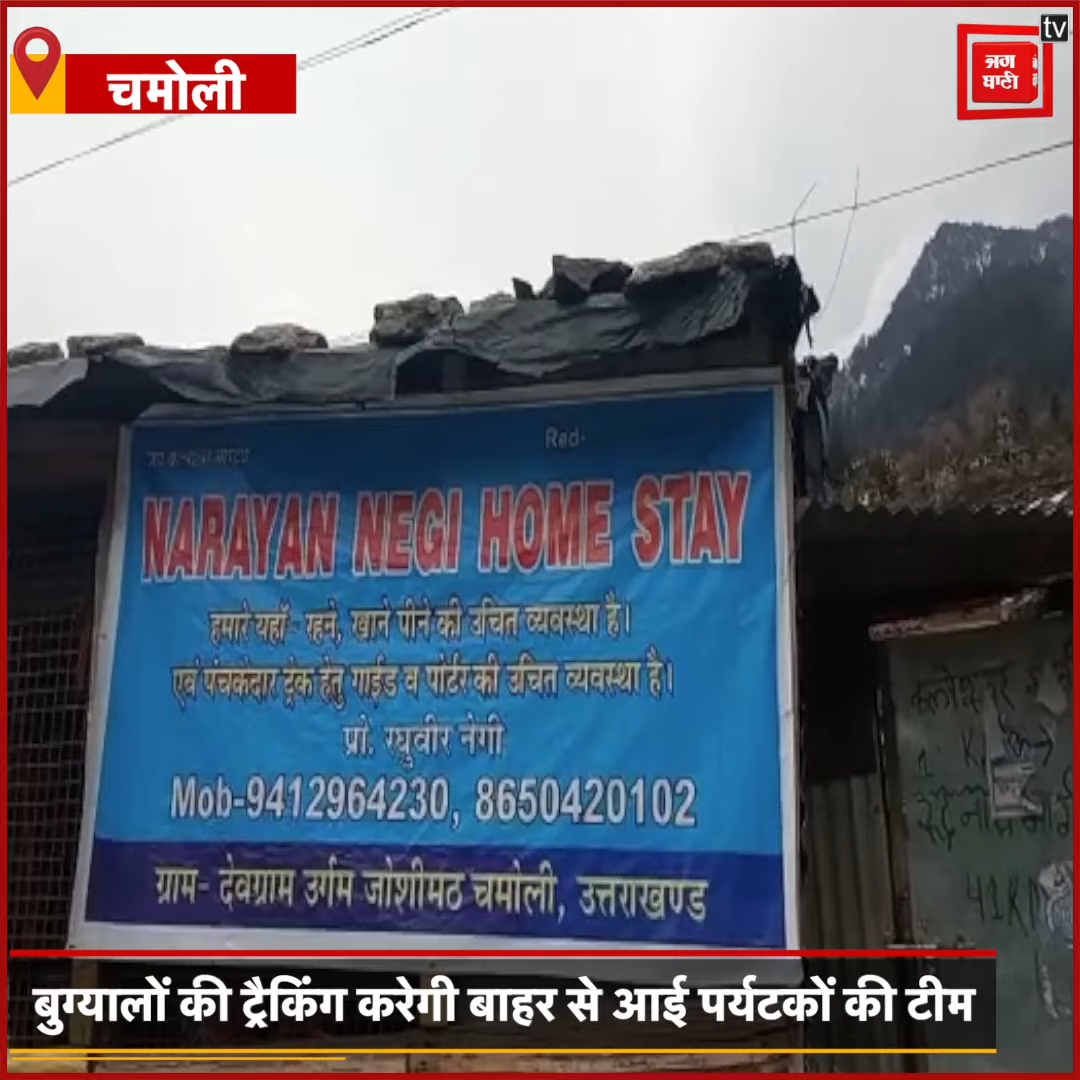 चमोली
tv
जग
घाटी
Red-
NARAYAN NEGI HOME STAY
हमारे यहाँ- रहने, खाने पीने की उचित व्यवस्था है।
एवं पंचकेदार ट्रेक हेतु गाईड व पोर्टर की उचित व्यवस्था है।
प्रो. रघुवीर नेगी
Mob-9412964230, 8650420102
ग्राम- देवग्राम उर्गम जोशीमठ चमोली, उत्तराखण्ड
41K
बुग्यालों की ट्रैकिंग करेगी बाहर से आई पर्यटकों की टीम